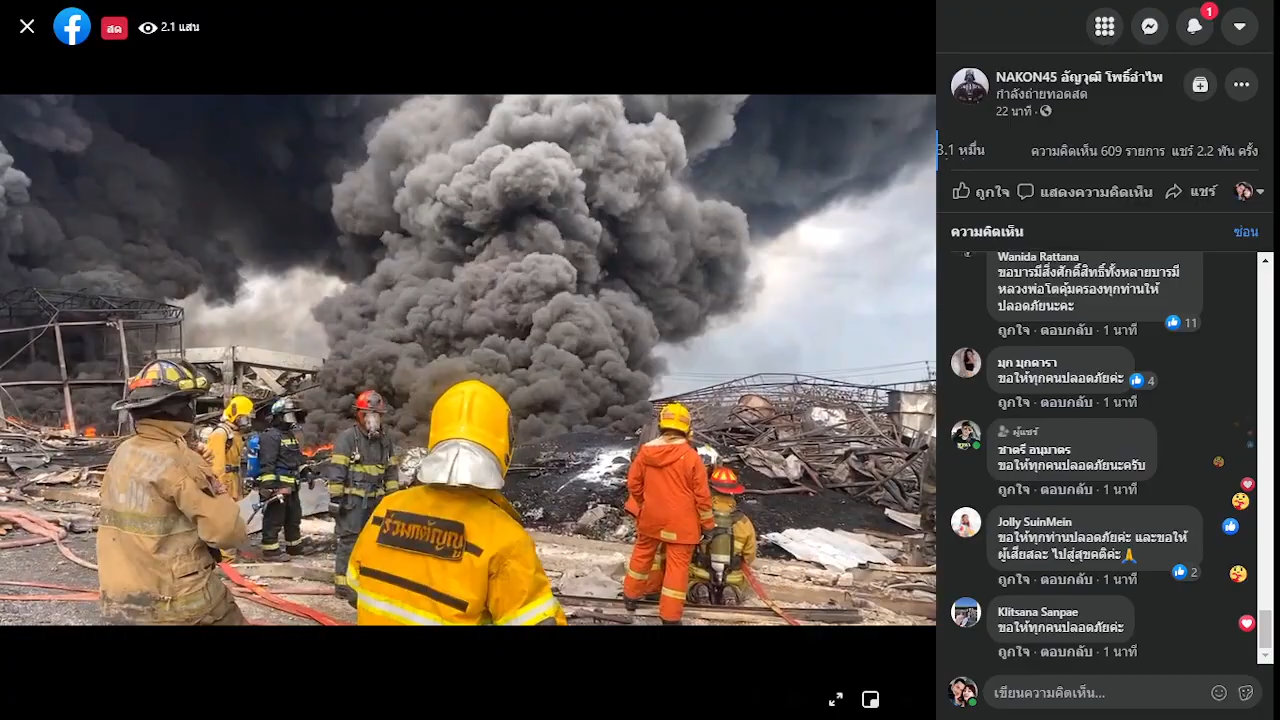 สด
2.1 แสน
1
NAKON45 อัญวุฒิ โพธิ์อำไพ
กำลังถ่ายทอดสด
22 นาที ·
3.1 หมื่น
ความคิดเห็น 609 รายการ แชร์ 2.2 พัน ครั้ง
ถูกใจ
แสดงความคิดเห็น
แชร์
ความคิดเห็น
ซ่อน
Wanida Rattana
ขอบารมีสิ่งศักดิ์สิทธิ์ทั้งหลายบารมี
หลวงพ่อโตคุ้มครองทุกท่านให้
ปลอดภัยนะคะ
11
ถูกใจ · ตอบกลับ · 1 นาที
มุก มุกดารา
ขอให้ทุกคนปลอดภัยค่ะ
4
ถูกใจ · ตอบกลับ · 1 นาที
ผู้แชร์
ชาตรี อนุมาตร
ขอให้ทุกคนปลอดภัยนะครับ
ถูกใจ · ตอบกลับ · 1 นาที
Jolly SuinMein
ขอให้ทุกท่านปลอดภัยค่ะ และขอให้
ผู้เสียสละ ไปสู่สุขคติค่ะ🙏
2
ถูกใจ · ตอบกลับ · 1 นาที
Klitsana Sanpae
ขอให้ทุกคนปลอดภัยค่ะ
ถูกใจ · ตอบกลับ · 1 นาที
เขียนความคิดเห็น...
ร่วมกตัญญู